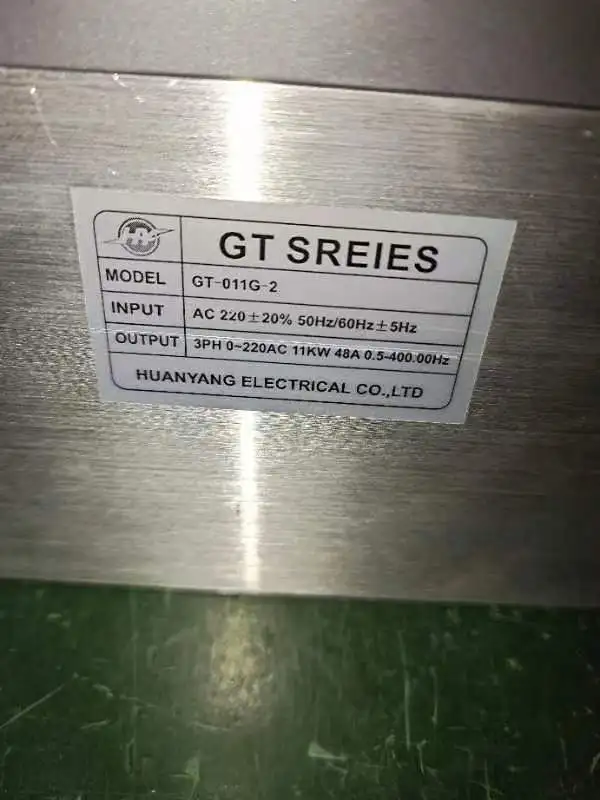 HY
GT SREIES
MODEL GT-011G-2
INPUT AC 220±20% 50Hz/60Hz±5Hz
OUTPUT 3PH 0~220AC 11KW 48A 0.5-400.00Hz
HUANYANG ELECTRICAL CO.,LTD